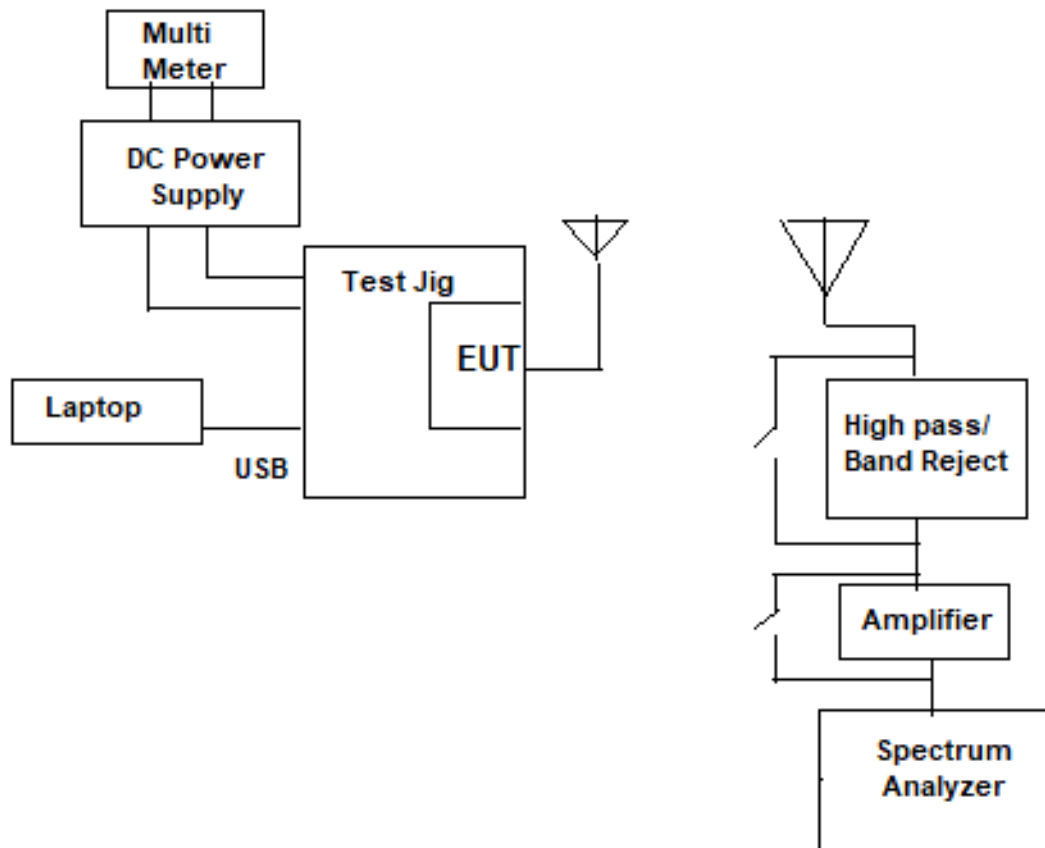 Multi
Meter
DC Power
Supply
Test Jig
EUT
Laptop
USB
High pass/
Band Reject
Amplifier
Spectrum
Analyzer